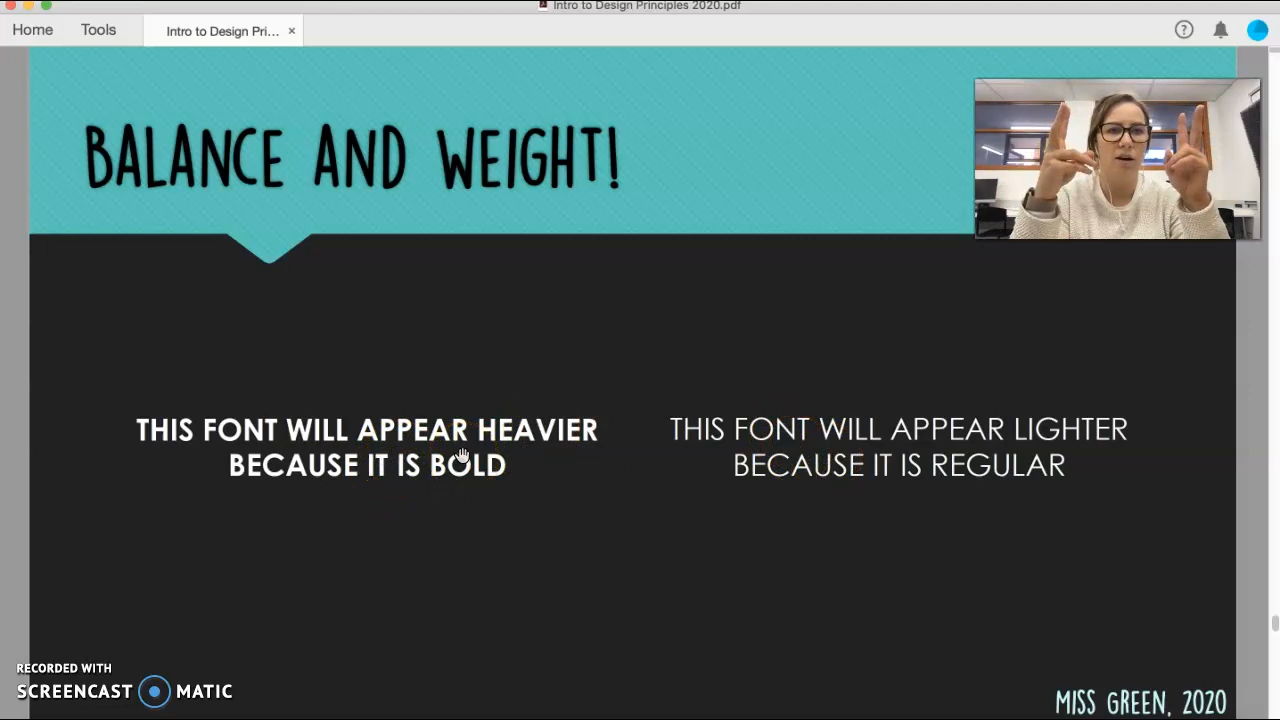 Intro to Design Principles 2020.pdf
Home Tools Intro to Design Pri... ×
?
BALANCE AND WEIGHT!
THIS FONT WILL APPEAR HEAVIER
BECAUSE IT IS BOLD
THIS FONT WILL APPEAR LIGHTER
BECAUSE IT IS REGULAR
RECORDED WITH
SCREENCAST MATIC
MISS GREEN, 2020